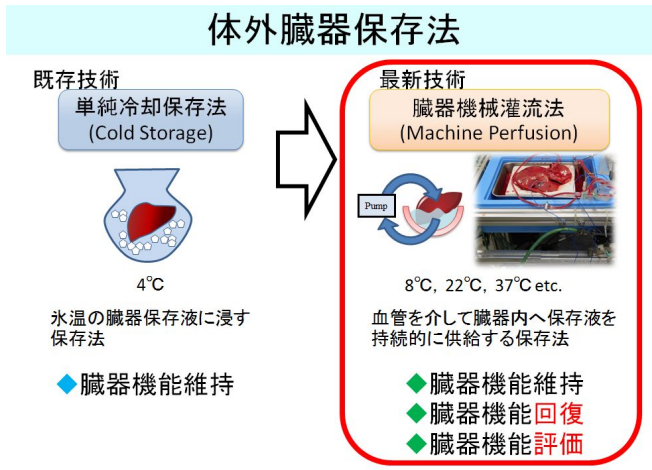 体外臓器保存法
既存技術
単純冷却保存法
(Cold Storage)
4℃
氷温の臓器保存液に浸す
保存法
◆臓器機能維持
最新技術
臓器機械灌流法
(Machine Perfusion)
Pump
8℃, 22℃, 37℃ etc.
血管を介して臓器内へ保存液を
持続的に供給する保存法
◆臓器機能維持
◆臓器機能回復
◆臓器機能評価